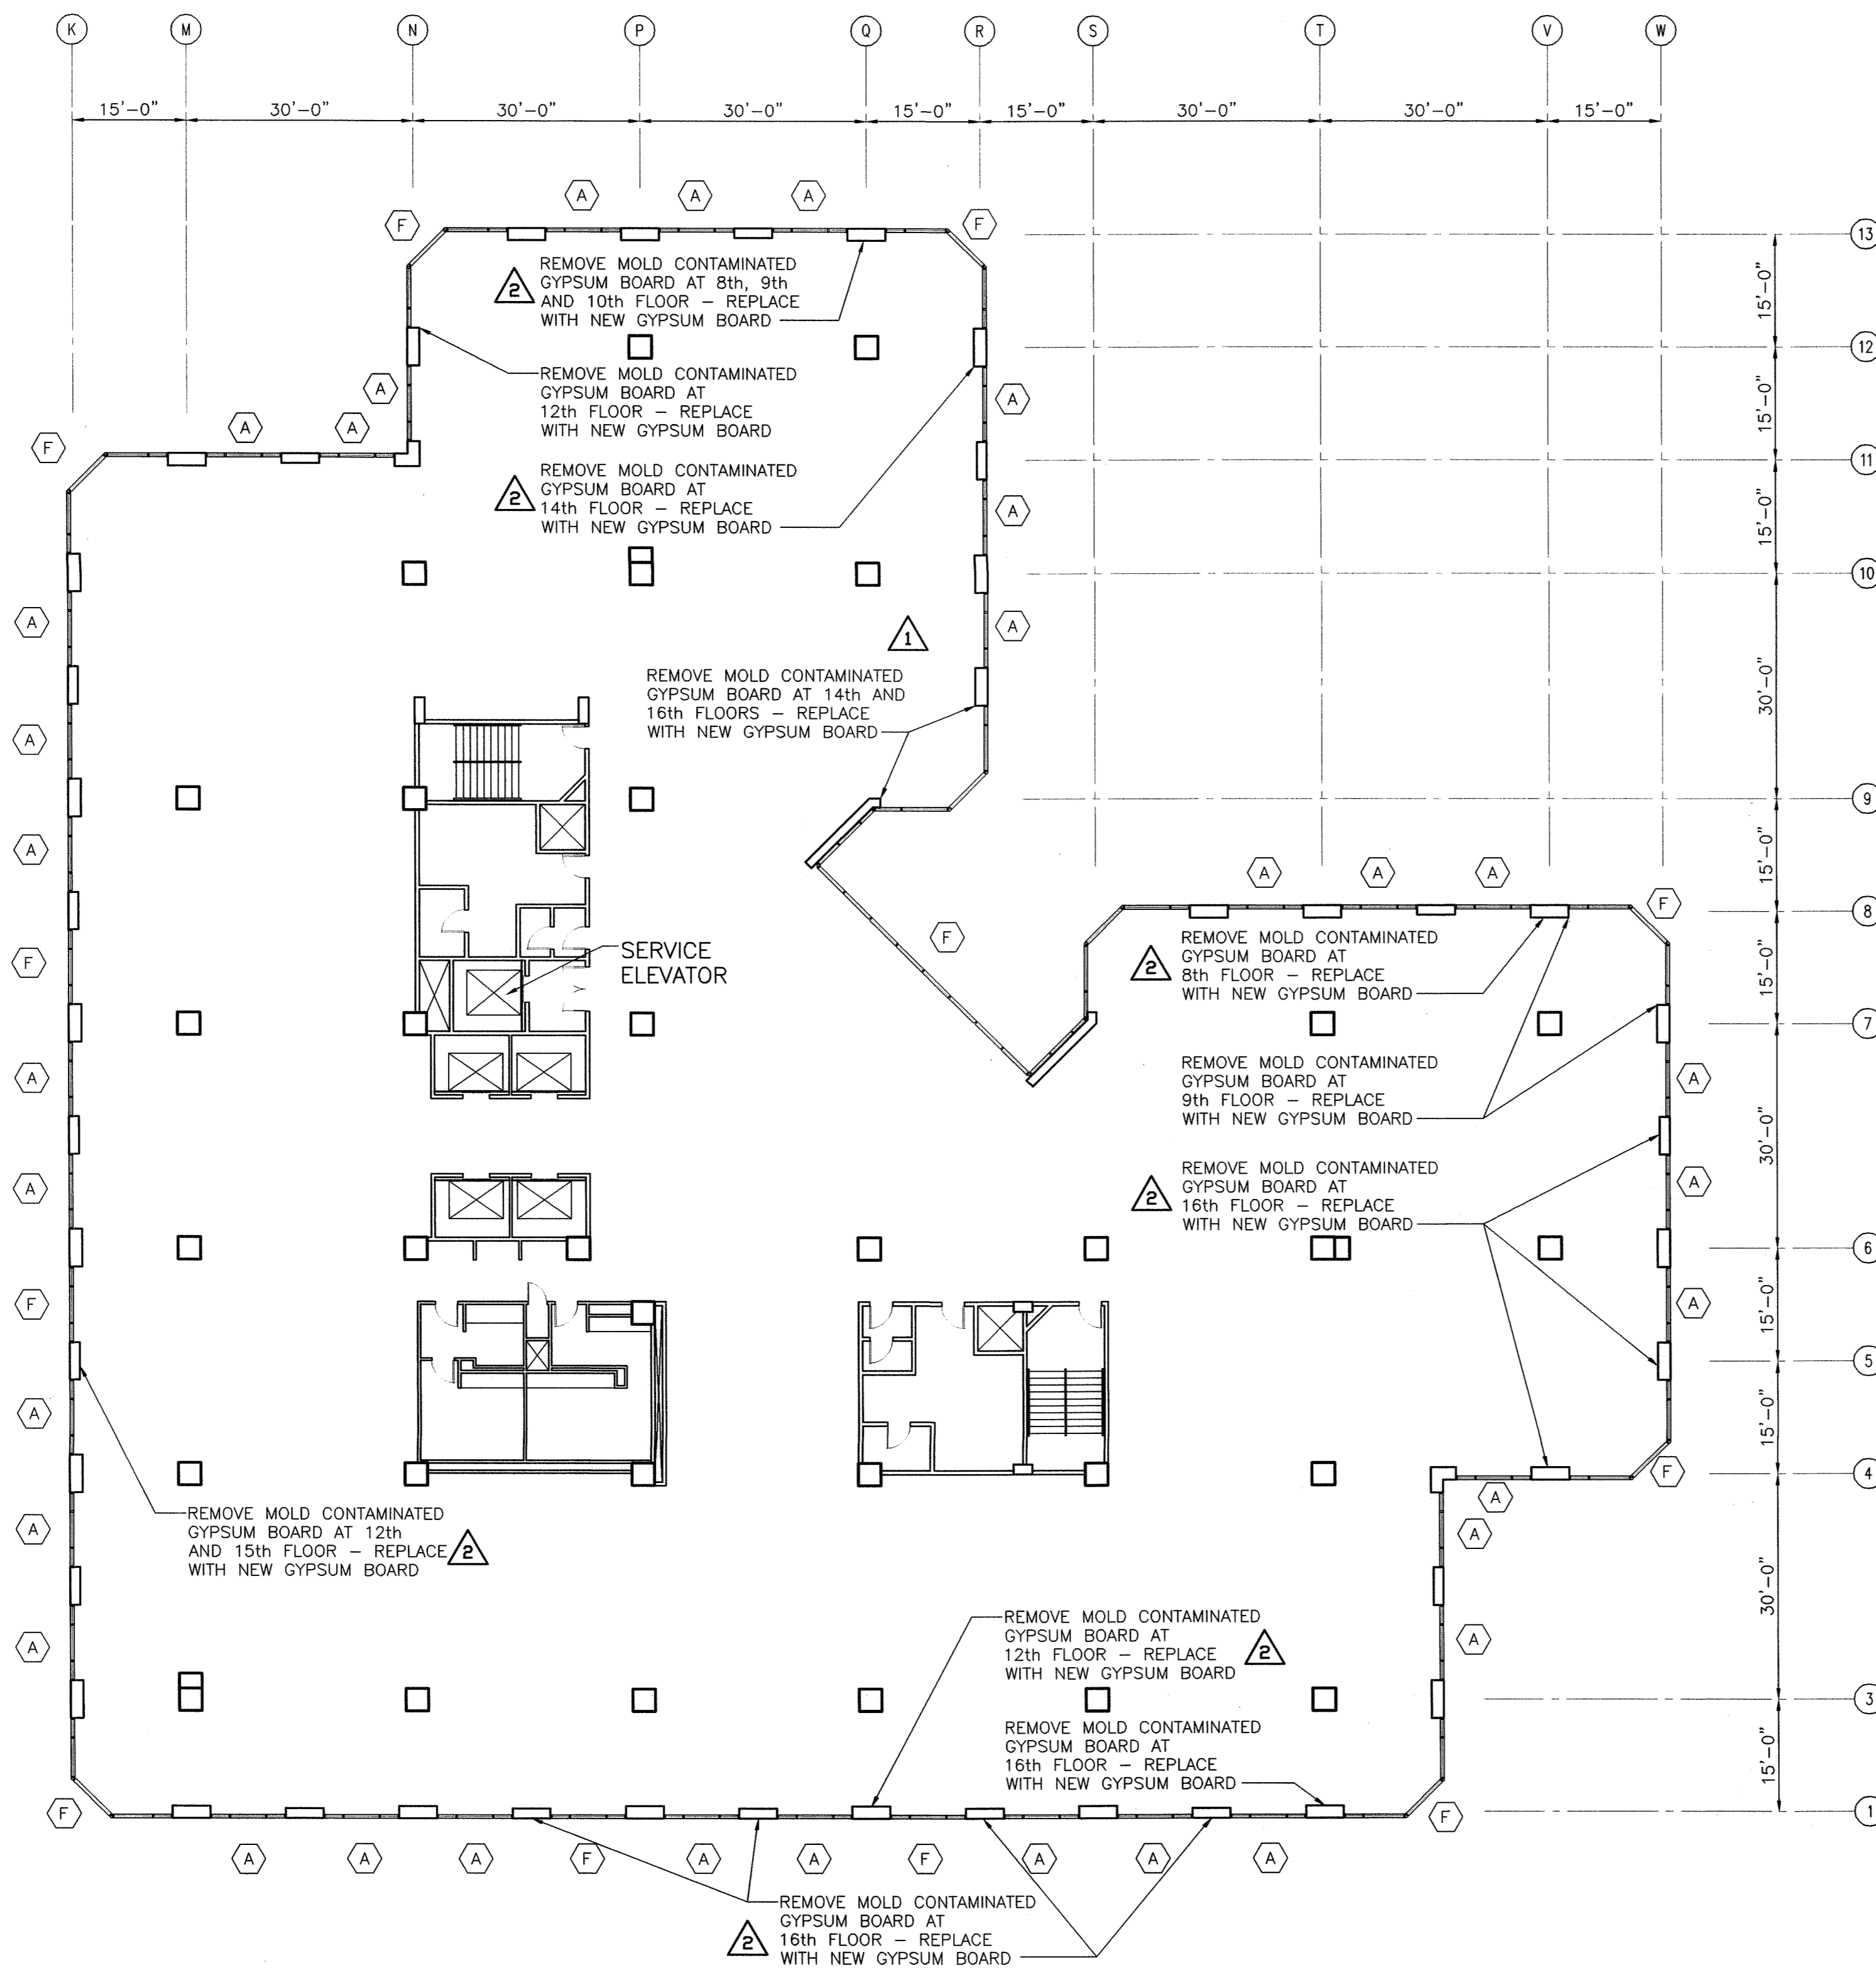 K M N P Q R S T V W
15'-0" 30'-0" 30'-0" 30'-0" 15'-0" 15'-0" 30'-0" 30'-0" 15'-0"
A A A
F F
13
2
REMOVE MOLD CONTAMINATED
GYPSUM BOARD AT 8th, 9th
AND 10th FLOOR – REPLACE
WITH NEW GYPSUM BOARD
15'-0"
12
REMOVE MOLD CONTAMINATED
GYPSUM BOARD AT
12th FLOOR – REPLACE
WITH NEW GYPSUM BOARD
A
A
15'-0"
F
A A
11
2
REMOVE MOLD CONTAMINATED
GYPSUM BOARD AT
14th FLOOR – REPLACE
WITH NEW GYPSUM BOARD
A
15'-0"
10
A
A
1
REMOVE MOLD CONTAMINATED
GYPSUM BOARD AT 14th AND
16th FLOORS – REPLACE
WITH NEW GYPSUM BOARD
30'-0"
A
9
A
15'-0"
A A A
F
8
F
F
SERVICE
ELEVATOR
2
REMOVE MOLD CONTAMINATED
GYPSUM BOARD AT
8th FLOOR – REPLACE
WITH NEW GYPSUM BOARD
15'-0"
7
A
REMOVE MOLD CONTAMINATED
GYPSUM BOARD AT
9th FLOOR – REPLACE
WITH NEW GYPSUM BOARD
A
30'-0"
A
2
REMOVE MOLD CONTAMINATED
GYPSUM BOARD AT
16th FLOOR – REPLACE
WITH NEW GYPSUM BOARD
A
6
F
A
15'-0"
5
A
15'-0"
F
4
A
A
A
REMOVE MOLD CONTAMINATED
GYPSUM BOARD AT 12th
AND 15th FLOOR – REPLACE
WITH NEW GYPSUM BOARD
2
30'-0"
A
A
REMOVE MOLD CONTAMINATED
GYPSUM BOARD AT
12th FLOOR – REPLACE
WITH NEW GYPSUM BOARD
2
3
REMOVE MOLD CONTAMINATED
GYPSUM BOARD AT
16th FLOOR – REPLACE
WITH NEW GYPSUM BOARD
15'-0"
F
F
1
A A A F A A F A A A
2
REMOVE MOLD CONTAMINATED
GYPSUM BOARD AT
16th FLOOR – REPLACE
WITH NEW GYPSUM BOARD